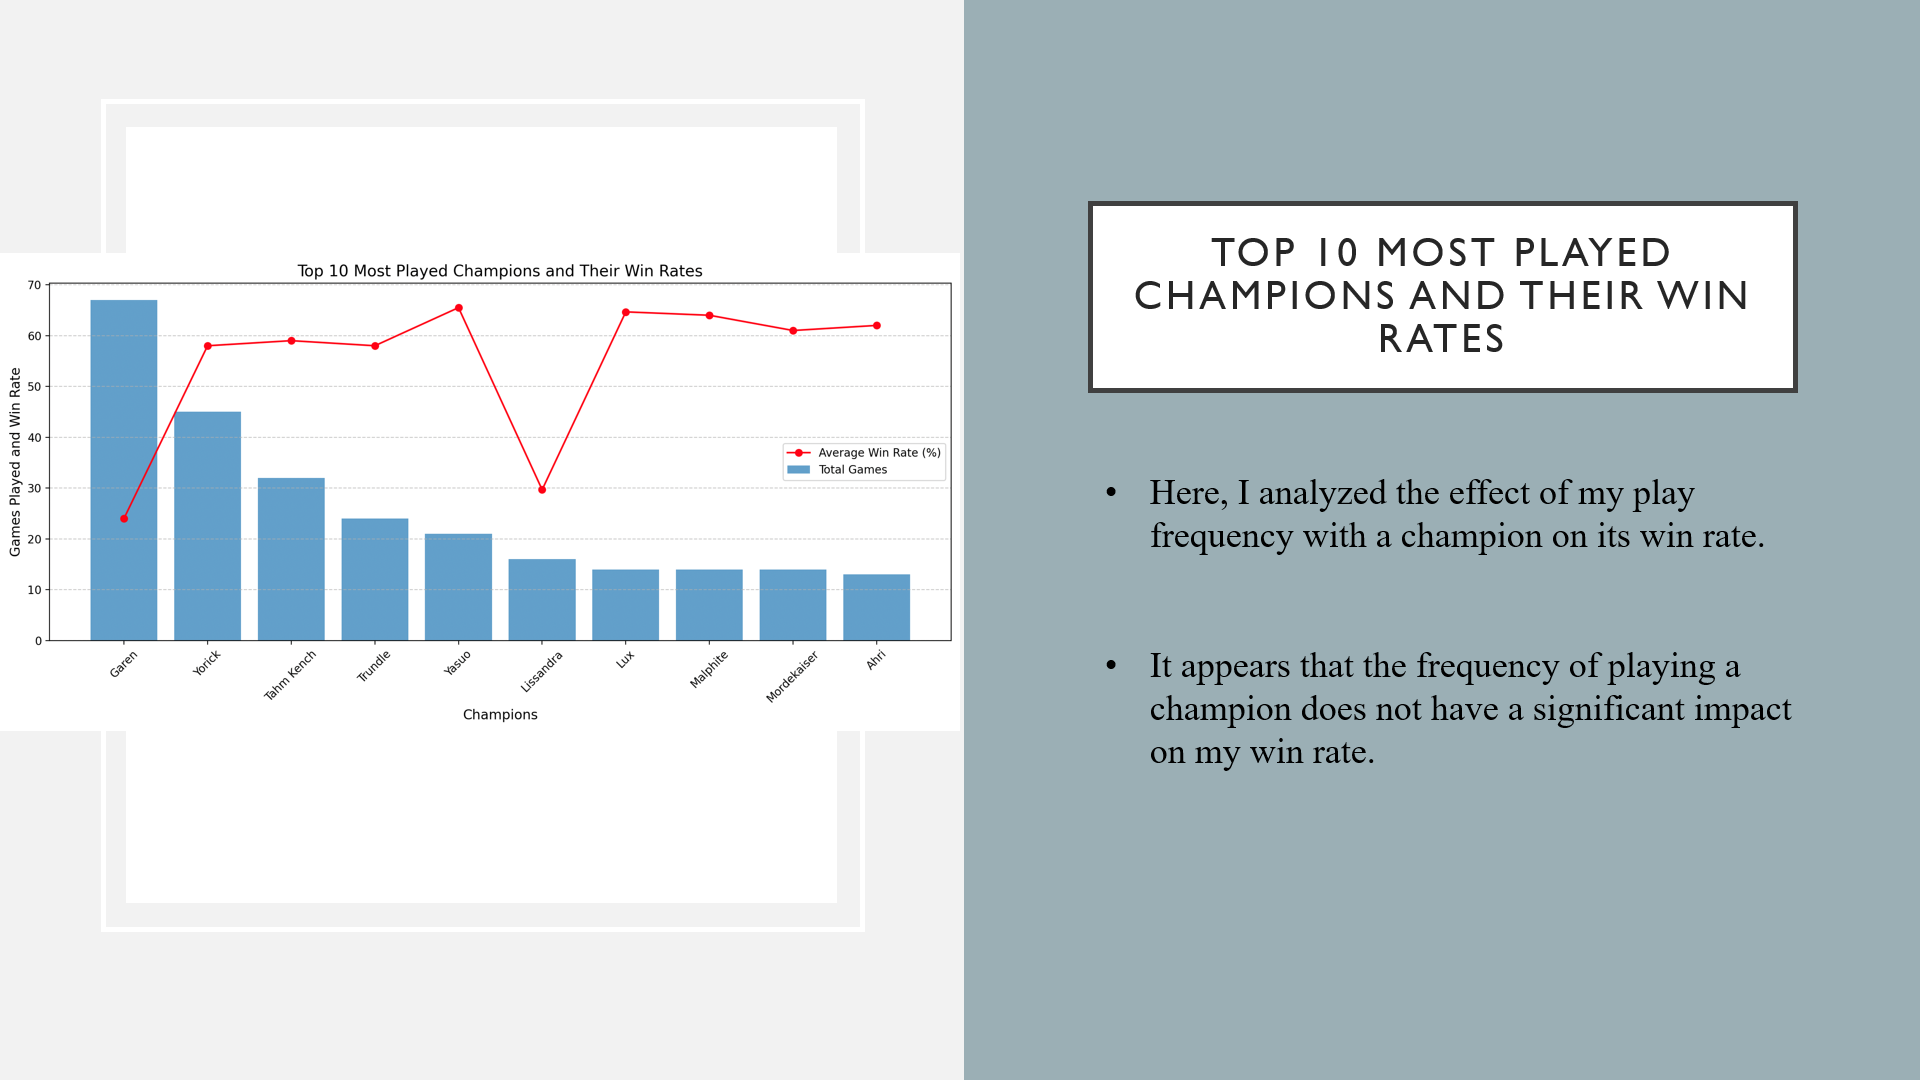 Top 10 Most Played Champions and Their Win Rates
Games Played and Win Rate
70
60
50
40
30
20
10
0
Average Win Rate (%)
Total Games
Garen
Yorick
Tahm Kench
Trundle
Yasuo
Lissandra
Lux
Malphite
Mordekaiser
Ahri
Champions
TOP 10 MOST PLAYED
CHAMPIONS AND THEIR WIN
RATES
• Here, I analyzed the effect of my play
frequency with a champion on its win rate.
• It appears that the frequency of playing a
champion does not have a significant impact
on my win rate.